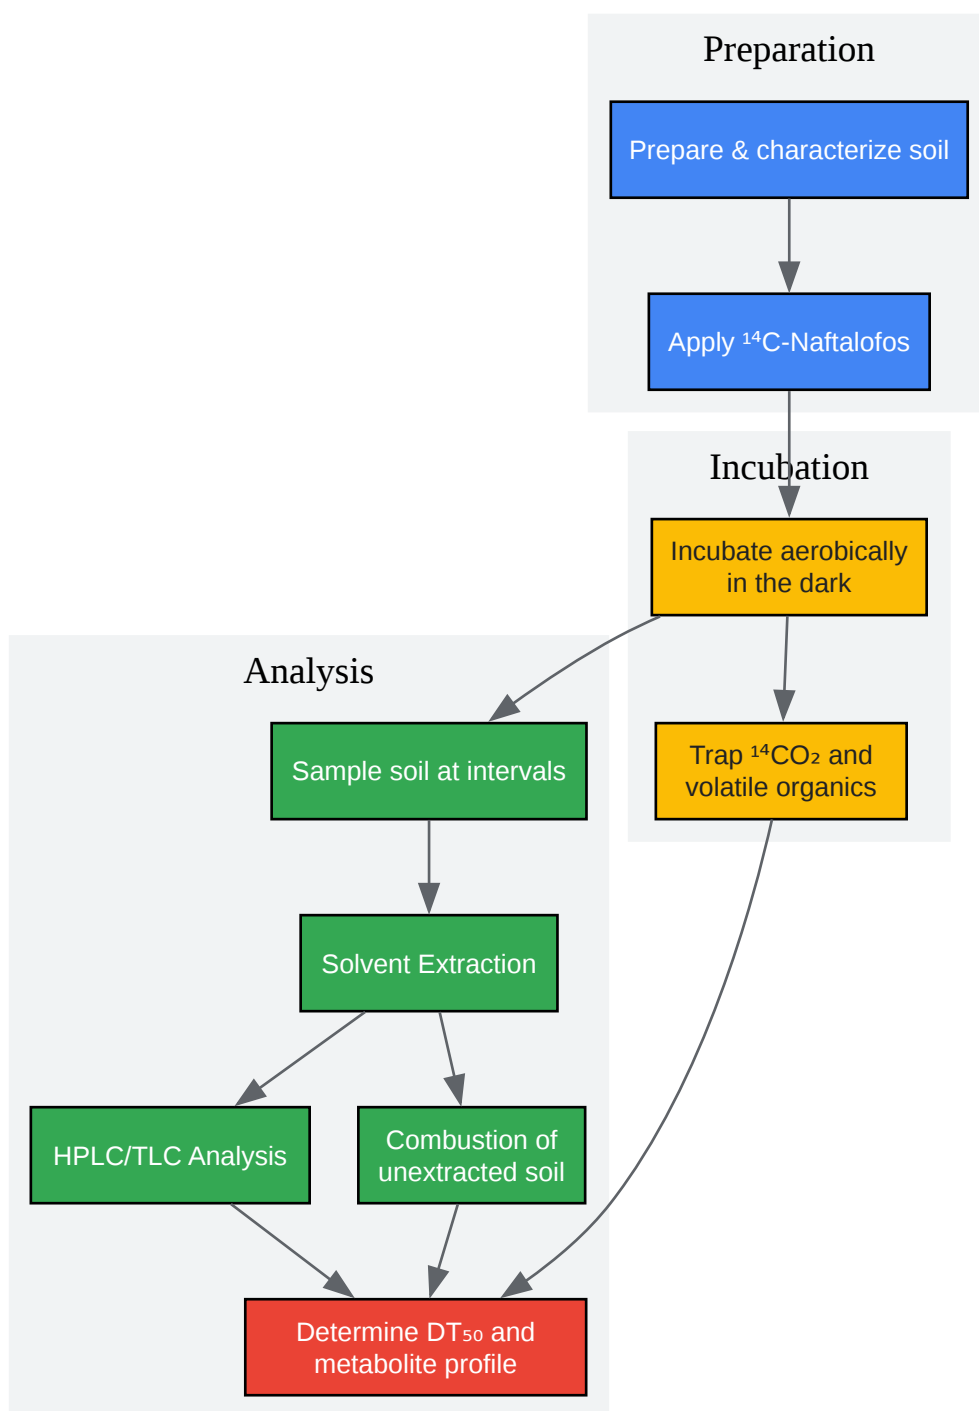 Preparation
Prepare & characterize soil
Apply ¹⁴C-Naftalofos
Incubation
Incubate aerobically
in the dark
Analysis
Sample soil at intervals
Trap ¹⁴CO₂ and
volatile organics
Solvent Extraction
HPLC/TLC Analysis
Combustion of
unextracted soil
Determine DT₅₀ and
metabolite profile